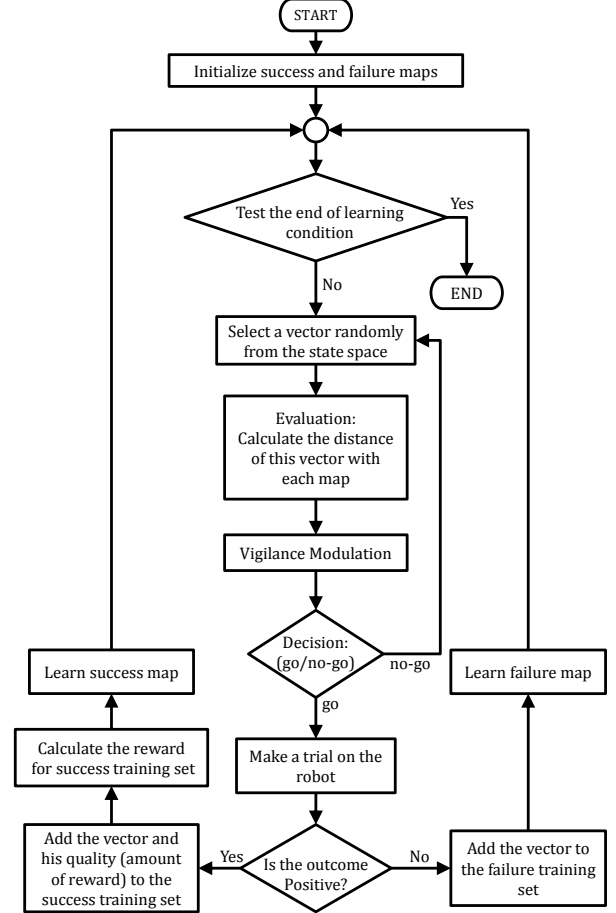 START
Initialize success and failure maps
Test the end of learning
condition
Yes
END
No
Select a vector randomly
from the state space
Evaluation:
Calculate the distance
of this vector with
each map
Vigilance Modulation
Decision:
(go/no-go)
no-go
go
Learn success map
Learn failure map
Calculate the reward
for success training set
Make a trial on the
robot
Add the vector and
his quality (amount
of reward) to the
success training set
Yes
Is the outcome
Positive?
No
Add the vector to
the failure training
set